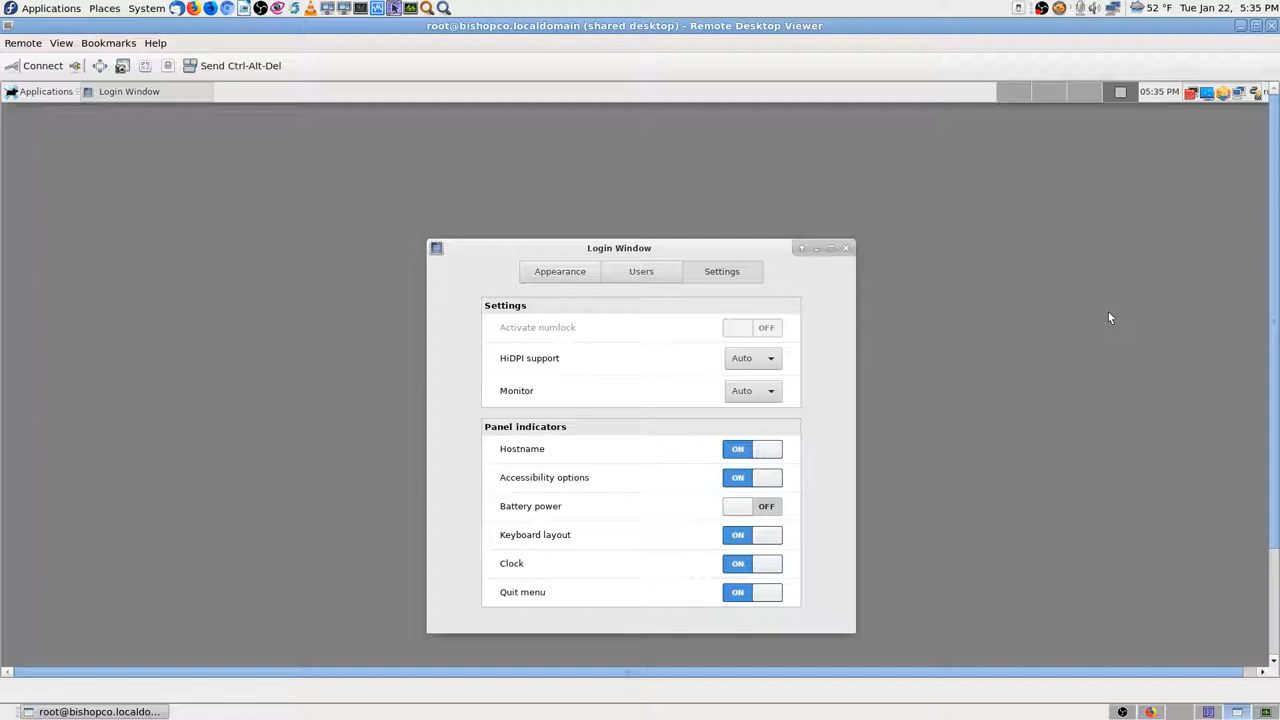 Applications Places System 52 °F Tue Jan 22, 5:35 PM
root@bishopco.localdomain (shared desktop) - Remote Desktop Viewer
Remote View Bookmarks Help
Connect Send Ctrl-Alt-Del
Applications Login Window 05:35 PM
Login Window
Appearance Users Settings
Settings
Activate numlock OFF
HiDPI support Auto
Monitor Auto
Panel indicators
Hostname ON
Accessibility options ON
Battery power OFF
Keyboard layout ON
Clock ON
Quit menu ON
root@bishopco.localdo...